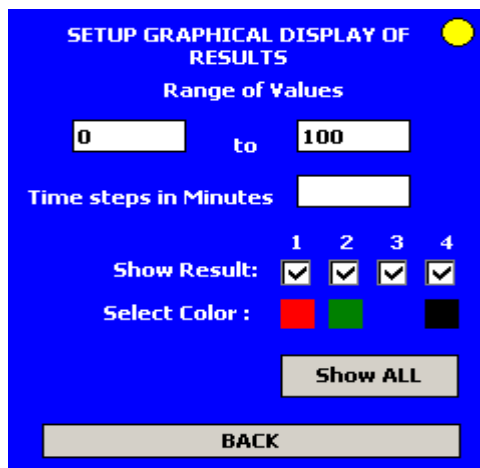 SETUP GRAPHICAL DISPLAY OF
RESULTS
Range of Values
0 to 100
Time steps in Minutes
1 2 3 4
Show Result:
Select Color :
Show ALL
BACK